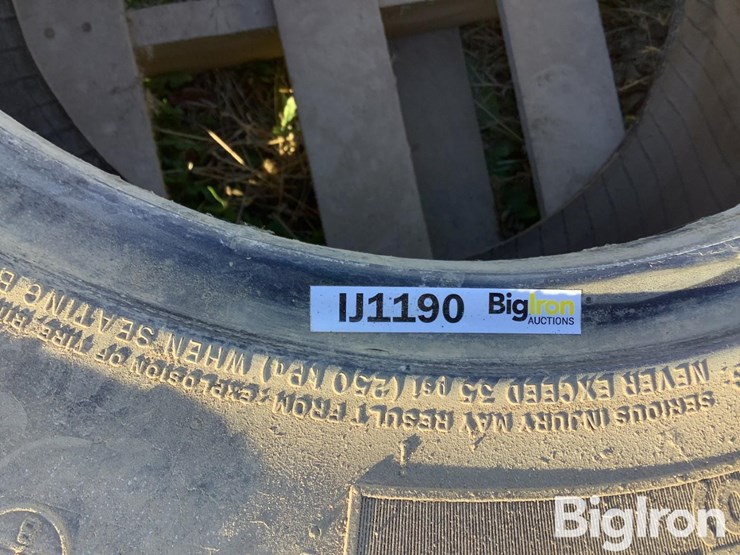 IJ1190 BigIron
AUCTIONS
NEVER EXCEED 35 psi (250 KPa) WHEN SEATING B
SERIOUS INJURY MAY RESULT FROM: EXPLOSION OF TIRE RIM
BigIron